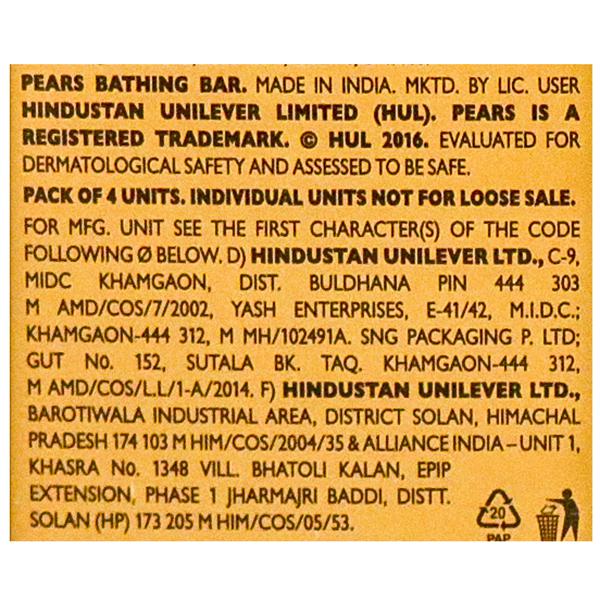 PEARS BATHING BAR. MADE IN INDIA. MKTD. BY LIC. USER
HINDUSTAN UNILEVER LIMITED (HUL). PEARS IS A
REGISTERED TRADEMARK. © HUL 2016. EVALUATED FOR
DERMATOLOGICAL SAFETY AND ASSESSED TO BE SAFE.
PACK OF 4 UNITS. INDIVIDUAL UNITS NOT FOR LOOSE SALE.
FOR MFG. UNIT SEE THE FIRST CHARACTER(S) OF THE CODE
FOLLOWING Ø BELOW. D) HINDUSTAN UNILEVER LTD., C-9,
MIDC KHAMGAON, DIST. BULDHANA PIN 444 303
M AMD/COS/7/2002, YASH ENTERPRISES, E-41/42, M.I.D.C.;
KHAMGAON-444 312, M MH/102491A. SNG PACKAGING P. LTD;
GUT No. 152, SUTALA BK. TAQ. KHAMGAON-444 312,
M AMD/COS/L.L/1-A/2014. F) HINDUSTAN UNILEVER LTD.,
BAROTIWALA INDUSTRIAL AREA, DISTRICT SOLAN, HIMACHAL
PRADESH 174 103 M HIM/COS/2004/35 & ALLIANCE INDIA – UNIT 1,
KHASRA No. 1348 VILL. BHATOLI KALAN, EPIP
EXTENSION, PHASE 1 JHARMAJRI BADDI, DISTT.
SOLAN (HP) 173 205 M HIM/COS/05/53.
20
PAP